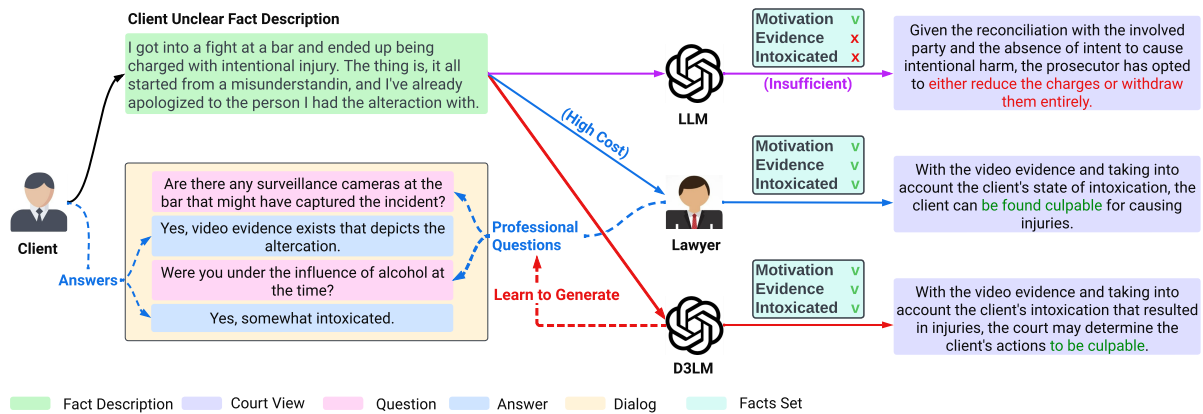 Client Unclear Fact Description
I got into a fight at a bar and ended up being
charged with intentional injury. The thing is, it all
started from a misunderstandin, and I've already
apologized to the person I had the alteraction with.
Client
Answers
Are there any surveillance cameras at the
bar that might have captured the incident?
Yes, video evidence exists that depicts the
altercation.
Were you under the influence of alcohol at
the time?
Yes, somewhat intoxicated.
Professional
Questions
Learn to Generate
(High Cost)
Motivation v
Evidence x
Intoxicated x
(Insufficient)
LLM
Given the reconciliation with the involved
party and the absence of intent to cause
intentional harm, the prosecutor has opted
to either reduce the charges or withdraw
them entirely.
Motivation v
Evidence v
Intoxicated v
Lawyer
With the video evidence and taking into
account the client's state of intoxication, the
client can be found culpable for causing
injuries.
Motivation v
Evidence v
Intoxicated v
D3LM
With the video evidence and taking into
account the client's intoxication that resulted
in injuries, the court may determine the
client's actions to be culpable.
Fact Description
Court View
Question
Answer
Dialog
Facts Set